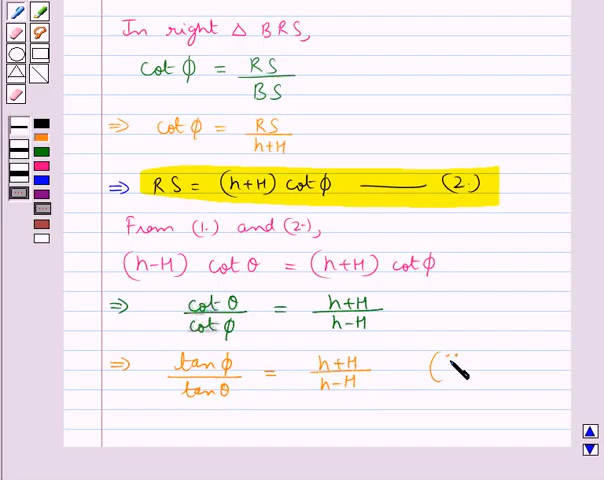 In right Δ BRS,
cot ϕ = RS / BS
⇒ cot ϕ = RS / h+H
⇒ RS = (h+H) cot ϕ —— (2.)
From (1.) and (2.),
(h-H) cot θ = (h+H) cot ϕ
⇒ cot θ / cot ϕ = h+H / h-H
⇒ tan ϕ / tan θ = h+H / h-H (∵